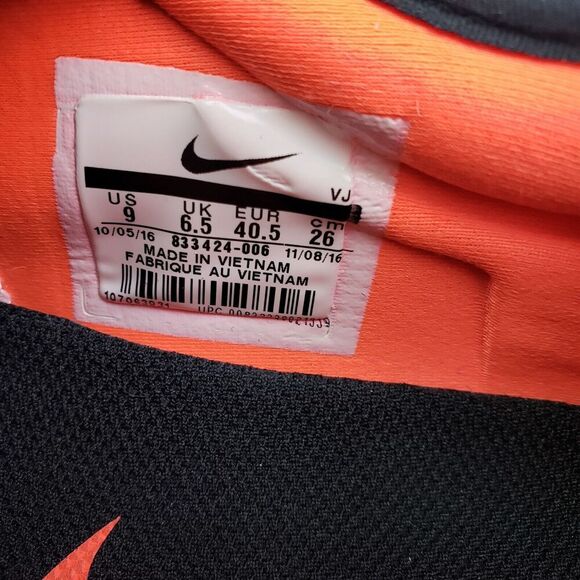 VJ
US UK EUR cm
9 6.5 40.5 26
10/05/16 833424-006 11/08/16
MADE IN VIETNAM
FABRIQUE AU VIETNAM
UPC